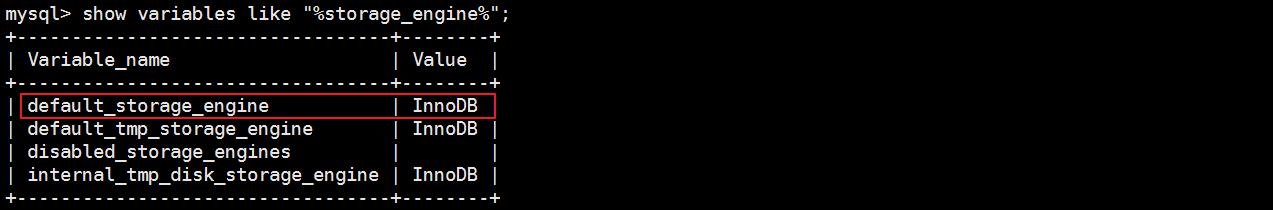 mysql> show variables like "%storage_engine%";
+----------------------------------+--------+
| Variable_name                    | Value  |
+----------------------------------+--------+
| default_storage_engine           | InnoDB |
| default_tmp_storage_engine       | InnoDB |
| disabled_storage_engines         |        |
| internal_tmp_disk_storage_engine | InnoDB |
+----------------------------------+--------+